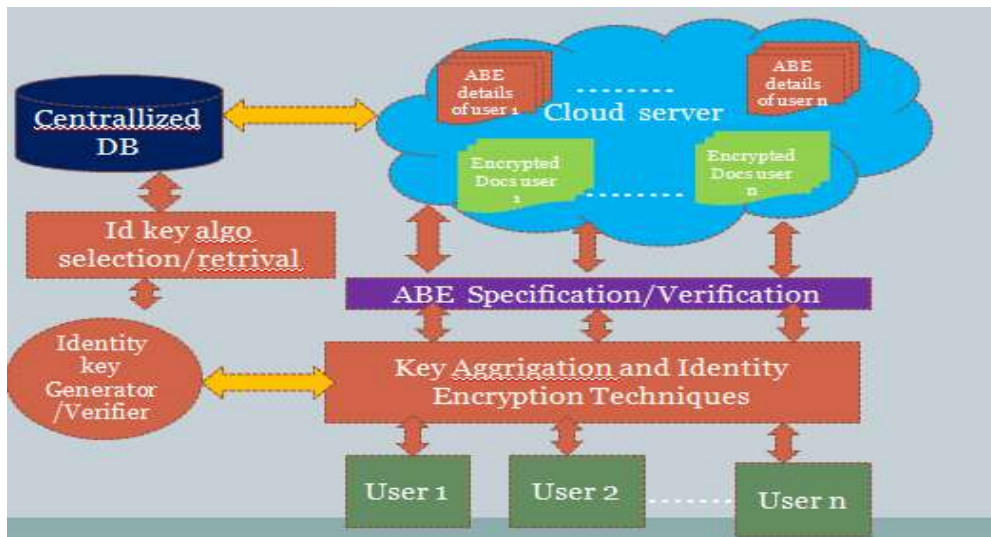 ABE
details
of user 1
ABE
details
of user n
Cloud server
Encrypted
Docs user
1
Encrypted
Docs user
n
Centrallized
DB
Id key algo
selection/retrival
ABE Specification/Verification
Identity
key
Generator
/Verifier
Key Aggrigation and Identity
Encryption Techniques
User 1
User 2
User n